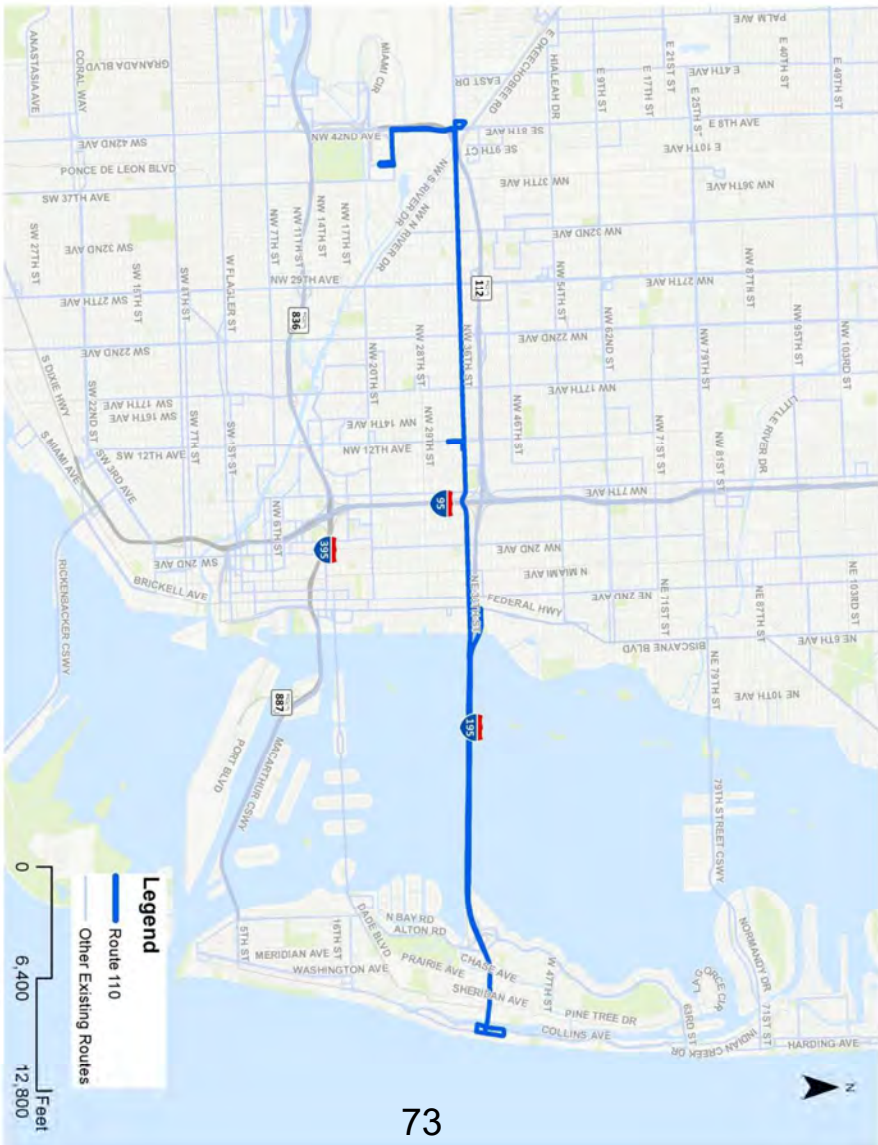 PALM AVE
E 49TH ST
E 40TH ST
E 4TH AVE
E 21ST ST
E 17TH ST
E 9TH ST
E 25TH ST
HIALEAH DR
E OKEECHOBEE RD
EAST DR
E 8TH AVE
SE 8TH AVE
E 10TH AVE
SE 9TH CT
MIAMI CIR
NW 42ND AVE
GRANADA BLVD
CORAL WAY
ANASTASIA AVE
SW 42ND AVE
PONCE DE LEON BLVD
SW 37TH AVE
NW 37TH AVE
NW 36TH AVE
NW S RIVER DR
NW N RIVER DR
NW 32ND AVE
SW 32ND AVE
NW 17TH ST
NW 14TH ST
NW 11TH ST
NW 7TH ST
W FLAGLER ST
SW 8TH ST
SW 15TH ST
SW 27TH ST
NW 29TH AVE
NW 27TH AVE
SW 27TH AVE
NW 103RD ST
NW 95TH ST
NW 87TH ST
NW 79TH ST
NW 62ND ST
NW 54TH ST
112
836
NW 22ND AVE
SW 22ND AVE
NW 36TH ST
NW 28TH ST
NW 20TH ST
NW 17TH AVE
SW 17TH AVE
SW 16TH AVE
LITTLE RIVER DR
NW 81ST ST
NW 71ST ST
NW 46TH ST
NW 29TH ST
NW 14TH AVE
NW 12TH AVE
SW 12TH AVE
SW 7TH ST
SW 1ST ST
S DIXIE HWY
SW 22ND ST
SW 3RD AVE
S MIAMI AVE
NW 7TH AVE
95
395
NW 6TH ST
NW 2ND AVE
SW 2ND AVE
N MIAMI AVE
NE 2ND AVE
BRICKELL AVE
RICKENBACKER CSWY
NE 103RD ST
NE 87TH ST
NE 71ST ST
FEDERAL HWY
NE 6TH AVE
BISCAYNE BLVD
NE 79TH ST
NE 10TH AVE
195
887
PORT BLVD
MACARTHUR CSWY
79TH STREET CSWY
NORMANDY DR
71ST ST
63RD ST
INDIAN CREEK DR
HARDING AVE
N BAY RD
ALTON RD
DADE BLVD
16TH ST
5TH ST
MERIDIAN AVE
WASHINGTON AVE
PRAIRIE AVE
CHASE AVE
SHERIDAN AVE
W 47TH ST
PINE TREE DR
COLLINS AVE
N
Legend
Route 110
Other Existing Routes
0 6,400 12,800
Feet
73